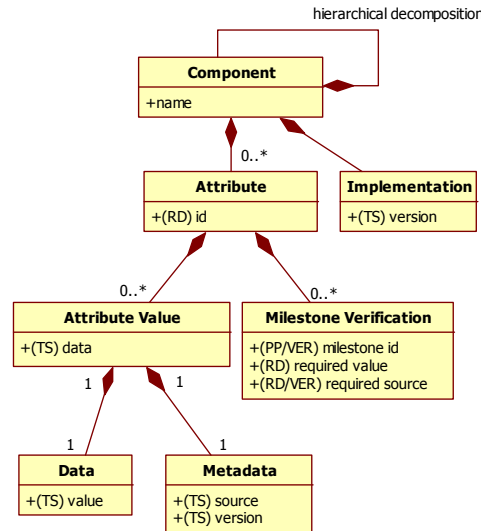 hierarchical decomposition
Component
+name
0..*
Attribute
+(RD) id
Implementation
+(TS) version
0..*
0..*
Attribute Value
+(TS) data
Milestone Verification
+(PP/VER) milestone id
+(RD) required value
+(RD/VER) required source
1
1
1
1
Data
+(TS) value
Metadata
+(TS) source
+(TS) version